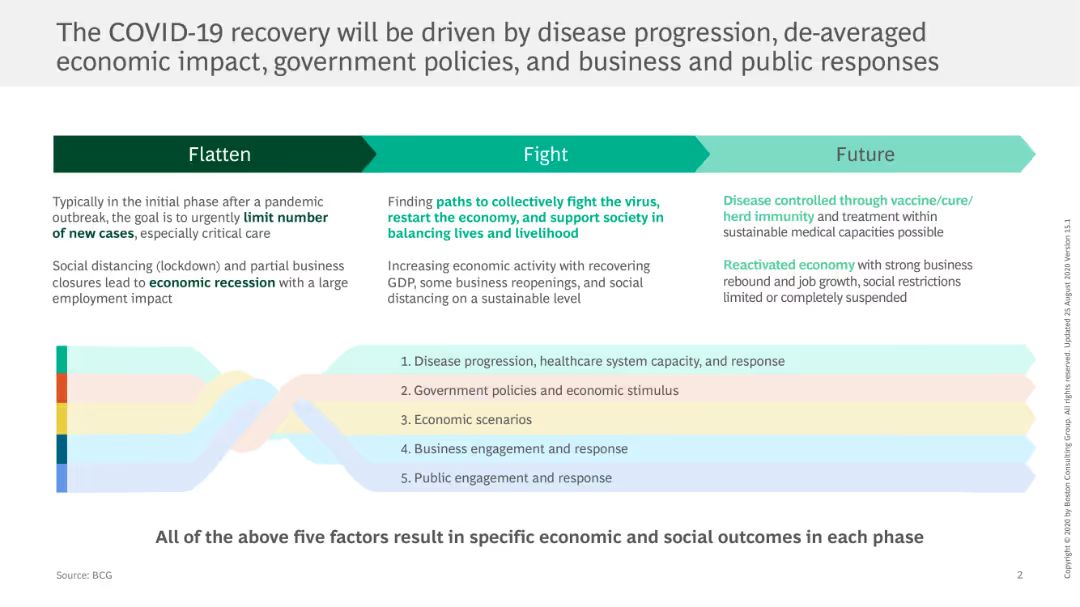 The COVID-19 recovery will be driven by disease progression, de-averaged
economic impact, government policies, and business and public responses
Flatten
Fight
Future
Typically in the initial phase after a pandemic
outbreak, the goal is to urgently limit number
of new cases, especially critical care
Social distancing (lockdown) and partial business
closures lead to economic recession with a large
employment impact
Finding paths to collectively fight the virus,
restart the economy, and support society in
balancing lives and livelihood
Increasing economic activity with recovering
GDP, some business reopenings, and social
distancing on a sustainable level
Disease controlled through vaccine/cure/
herd immunity and treatment within
sustainable medical capacities possible
Reactivated economy with strong business
rebound and job growth, social restrictions
limited or completely suspended
1. Disease progression, healthcare system capacity, and response
2. Government policies and economic stimulus
3. Economic scenarios
4. Business engagement and response
5. Public engagement and response
All of the above five factors result in specific economic and social outcomes in each phase
Source: BCG
2
Copyright © 2020 by Boston Consulting Group. All rights reserved. Updated 25 August 2020 Version 15.1